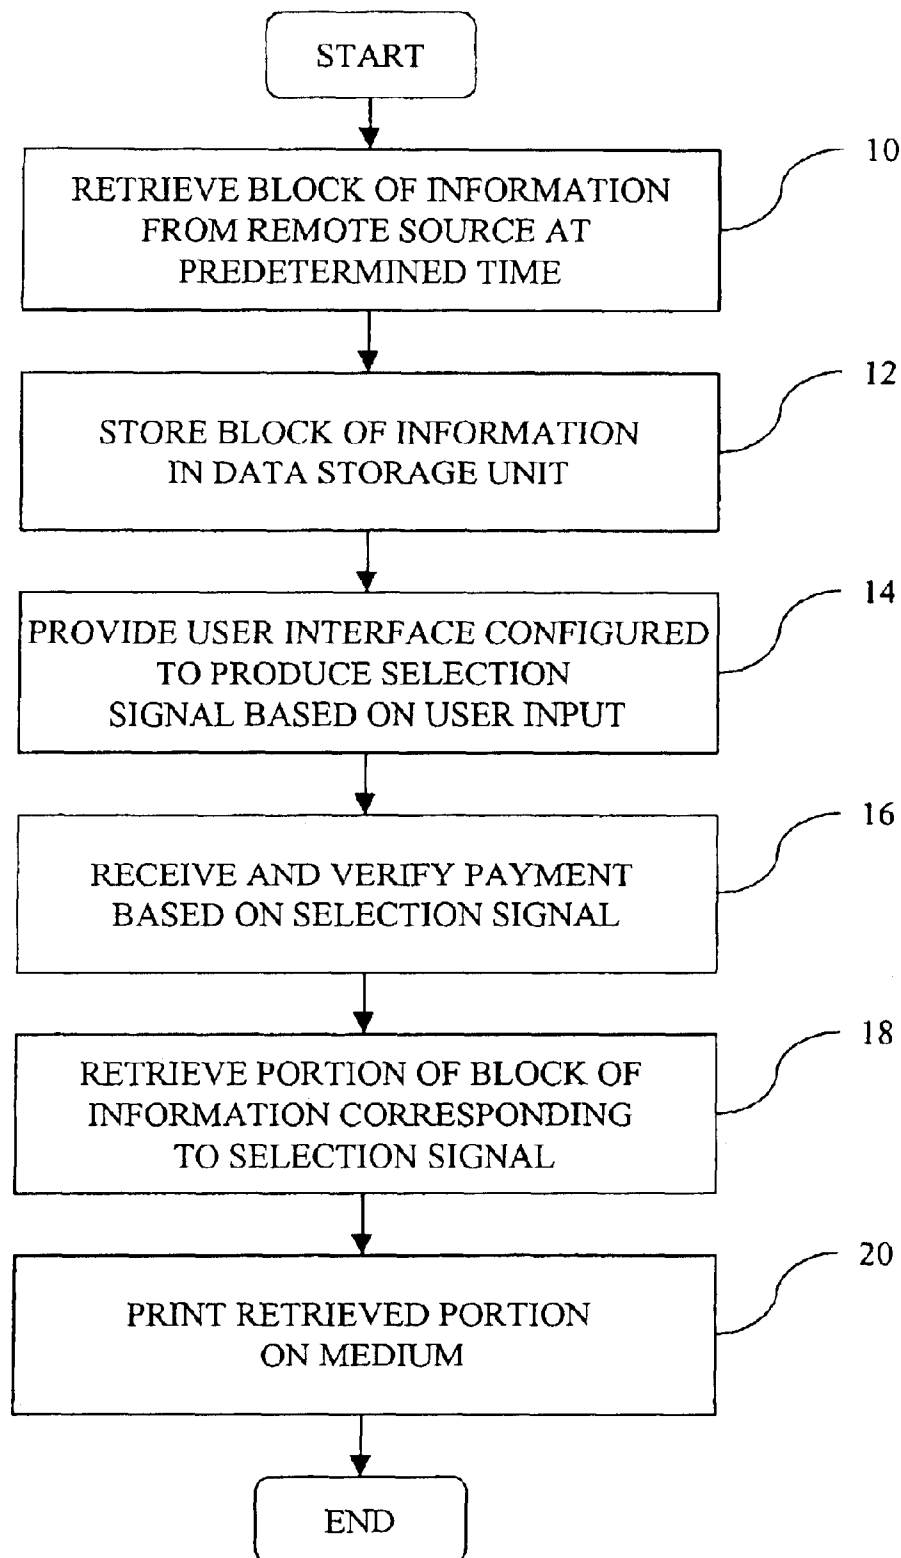 START
10
RETRIEVE BLOCK OF INFORMATION
FROM REMOTE SOURCE AT
PREDETERMINED TIME
12
STORE BLOCK OF INFORMATION
IN DATA STORAGE UNIT
14
PROVIDE USER INTERFACE CONFIGURED
TO PRODUCE SELECTION
SIGNAL BASED ON USER INPUT
16
RECEIVE AND VERIFY PAYMENT
BASED ON SELECTION SIGNAL
18
RETRIEVE PORTION OF BLOCK OF
INFORMATION CORRESPONDING
TO SELECTION SIGNAL
20
PRINT RETRIEVED PORTION
ON MEDIUM
END